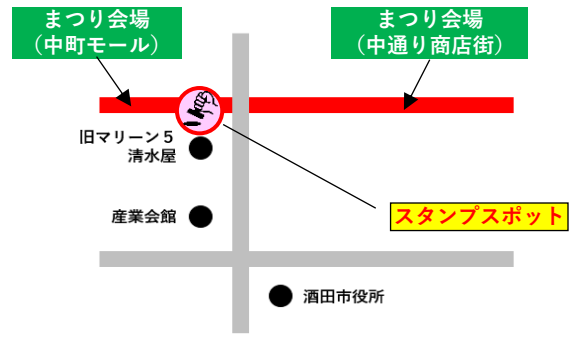 まつり会場
（中町モール）
まつり会場
（中通り商店街）
旧マリーン５
清水屋
産業会館
スタンプスポット
酒田市役所